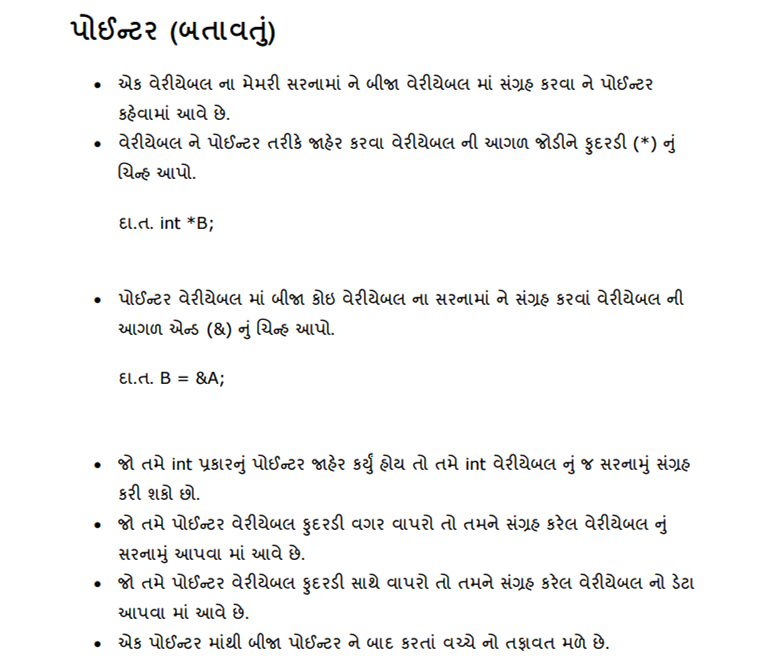 પોઈન્ટર (બતાવતું)
• એક વેરીયેબલ ના મેમરી સરનામાં ને બીજા વેરીયેબલ માં સંગ્રહ કરવા ને પોઈન્ટર
કહેવામાં આવે છે.
• વેરીયેબલ ને પોઈન્ટર તરીકે જાહેર કરવા વેરીયેબલ ની આગળ જોડીને ફુદરડી (*) નું
ચિન્હ આપો.
દા.ત. int *B;
• પોઈન્ટર વેરીયેબલ માં બીજા કોઇ વેરીયેબલ ના સરનામાં ને સંગ્રહ કરવાં વેરીયેબલ ની
આગળ એન્ડ (&) નું ચિન્હ આપો.
દા.ત. B = &A;
• જો તમે int પ્રકારનું પોઈન્ટર જાહેર કર્યું હોય તો તમે int વેરીયેબલ નું જ સરનામું સંગ્રહ
કરી શકો છો.
• જો તમે પોઈન્ટર વેરીયેબલ ફુદરડી વગર વાપરો તો તમને સંગ્રહ કરેલ વેરીયેબલ નું
સરનામું આપવા માં આવે છે.
• જો તમે પોઈન્ટર વેરીયેબલ ફુદરડી સાથે વાપરો તો તમને સંગ્રહ કરેલ વેરીયેબલ નો ડેટા
આપવા માં આવે છે.
• એક પોઈન્ટર માંથી બીજા પોઈન્ટર ને બાદ કરતાં વચ્ચે નો તફાવત મળે છે.